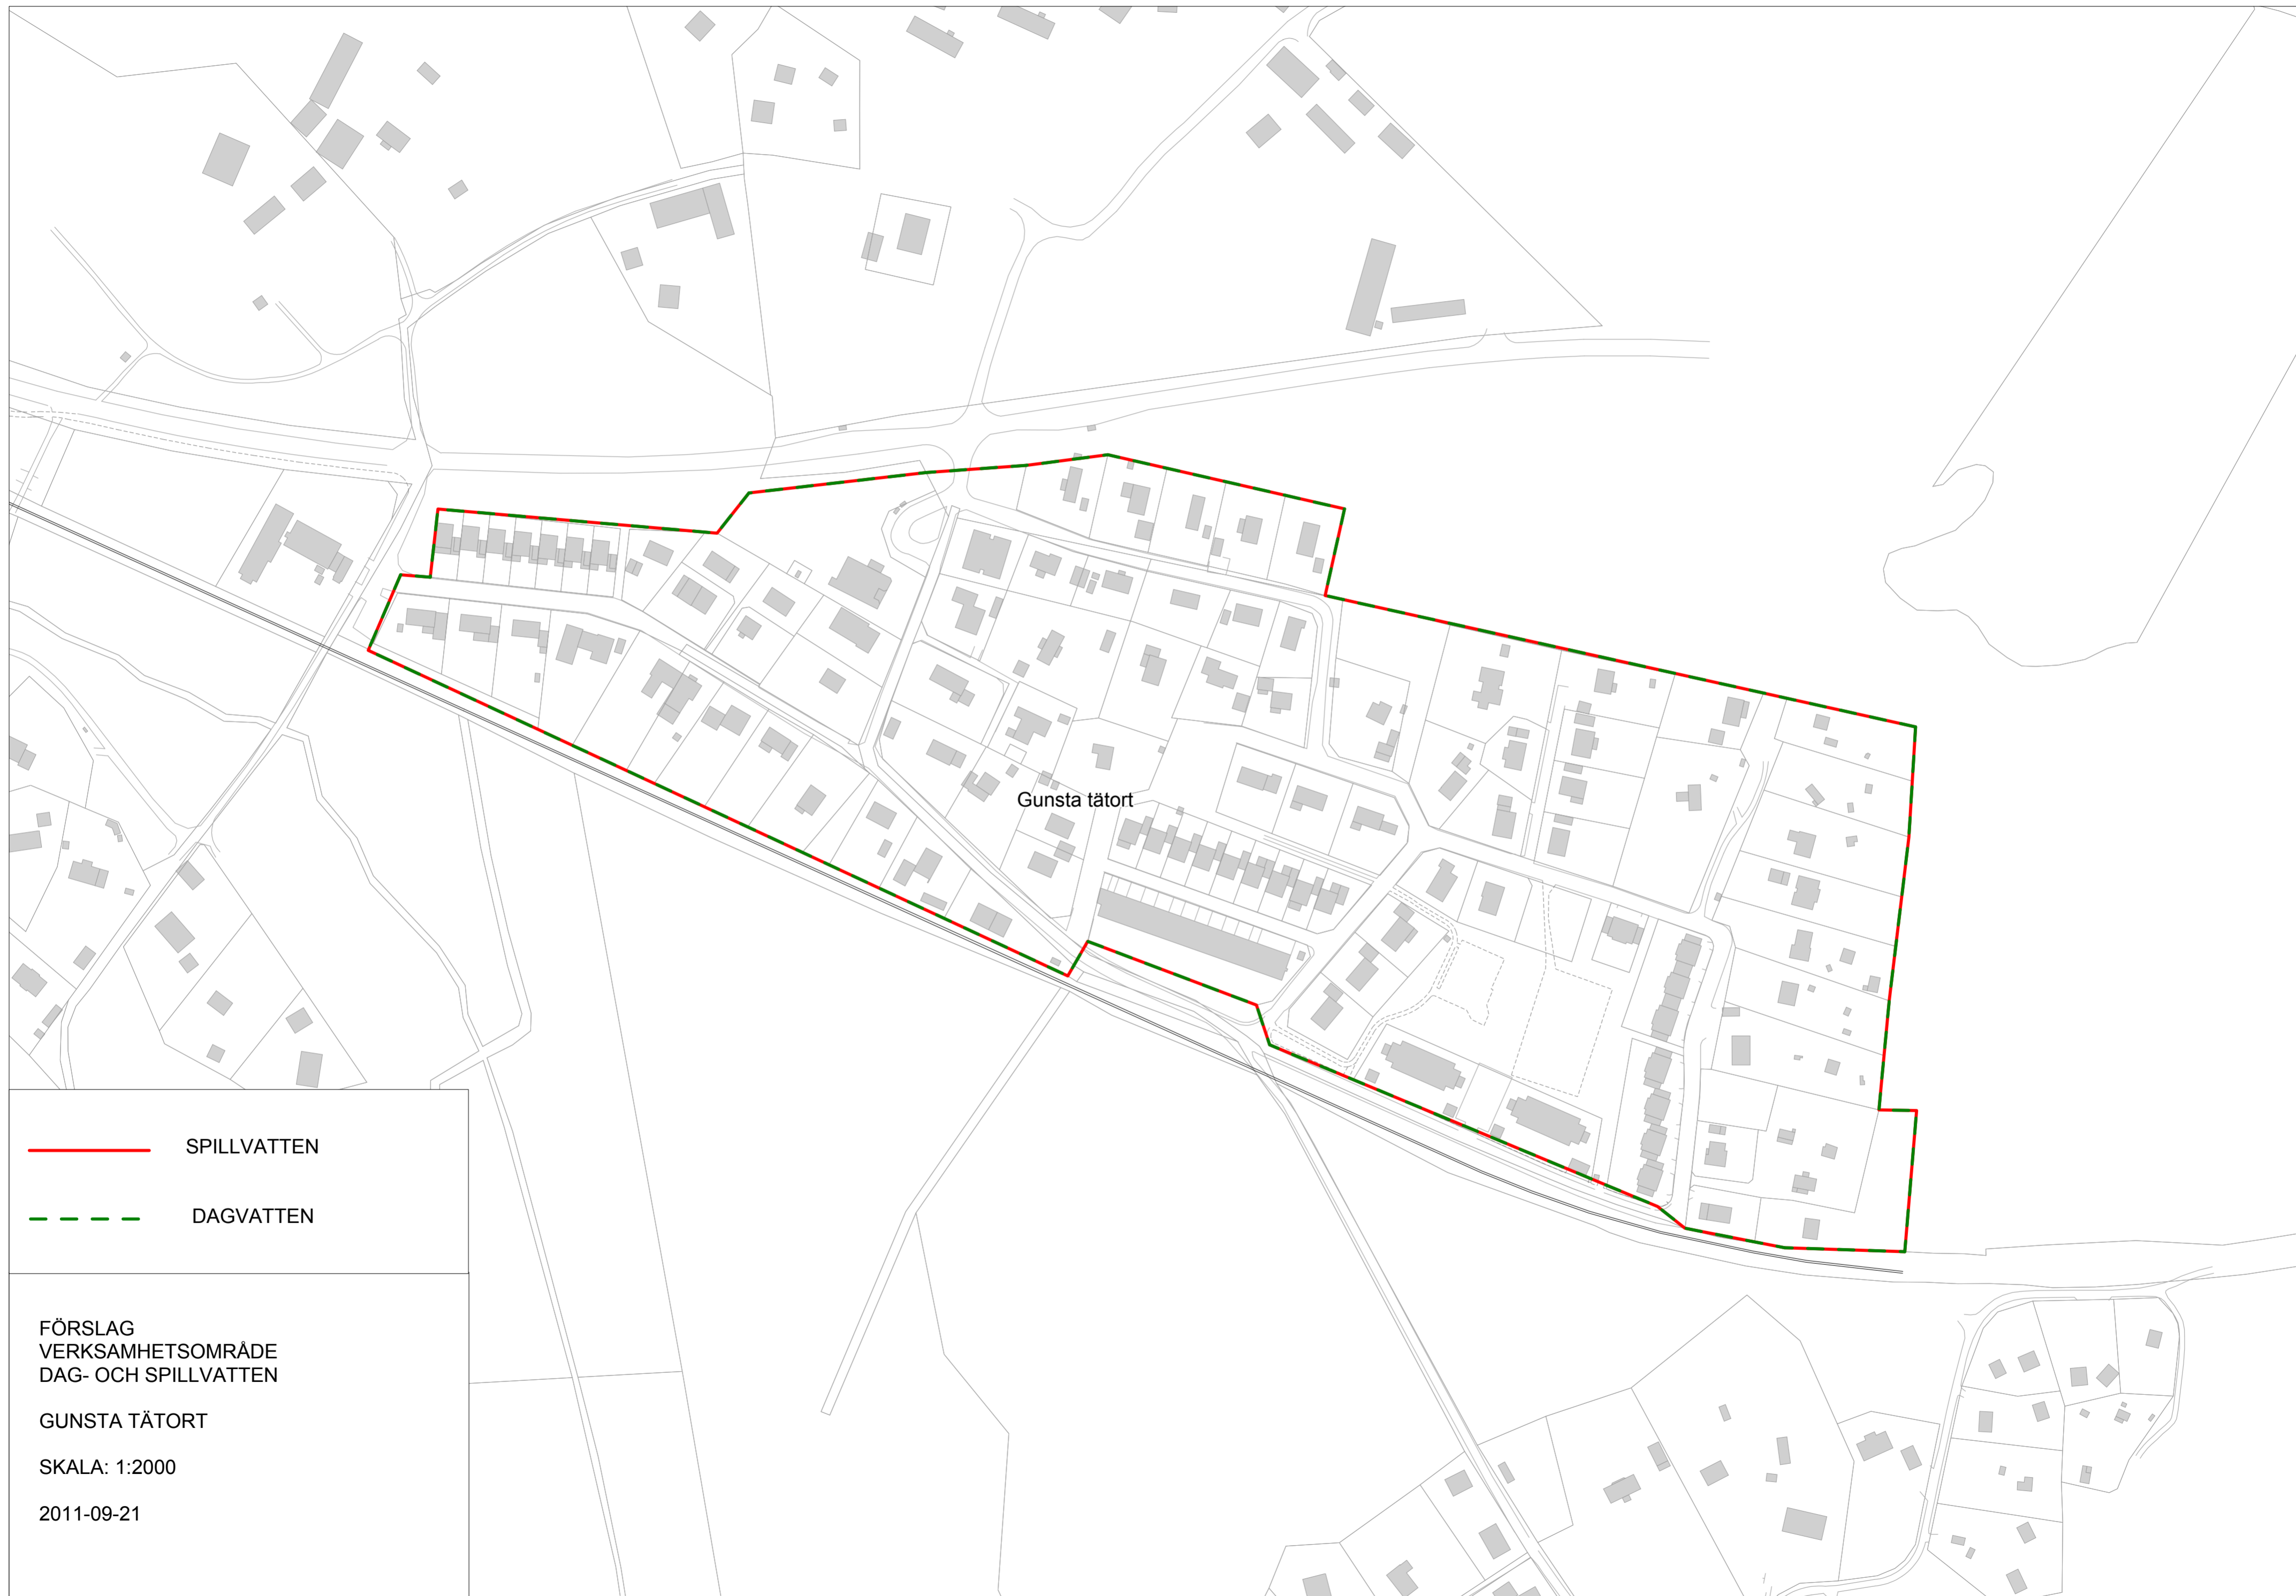 Gunsta tätort
SPILLVATTEN
DAGVATTEN
FÖRSLAG
VERKSAMHETSOMRÅDE
DAG- OCH SPILLVATTEN
GUNSTA TÄTORT
SKALA: 1:2000
2011-09-21